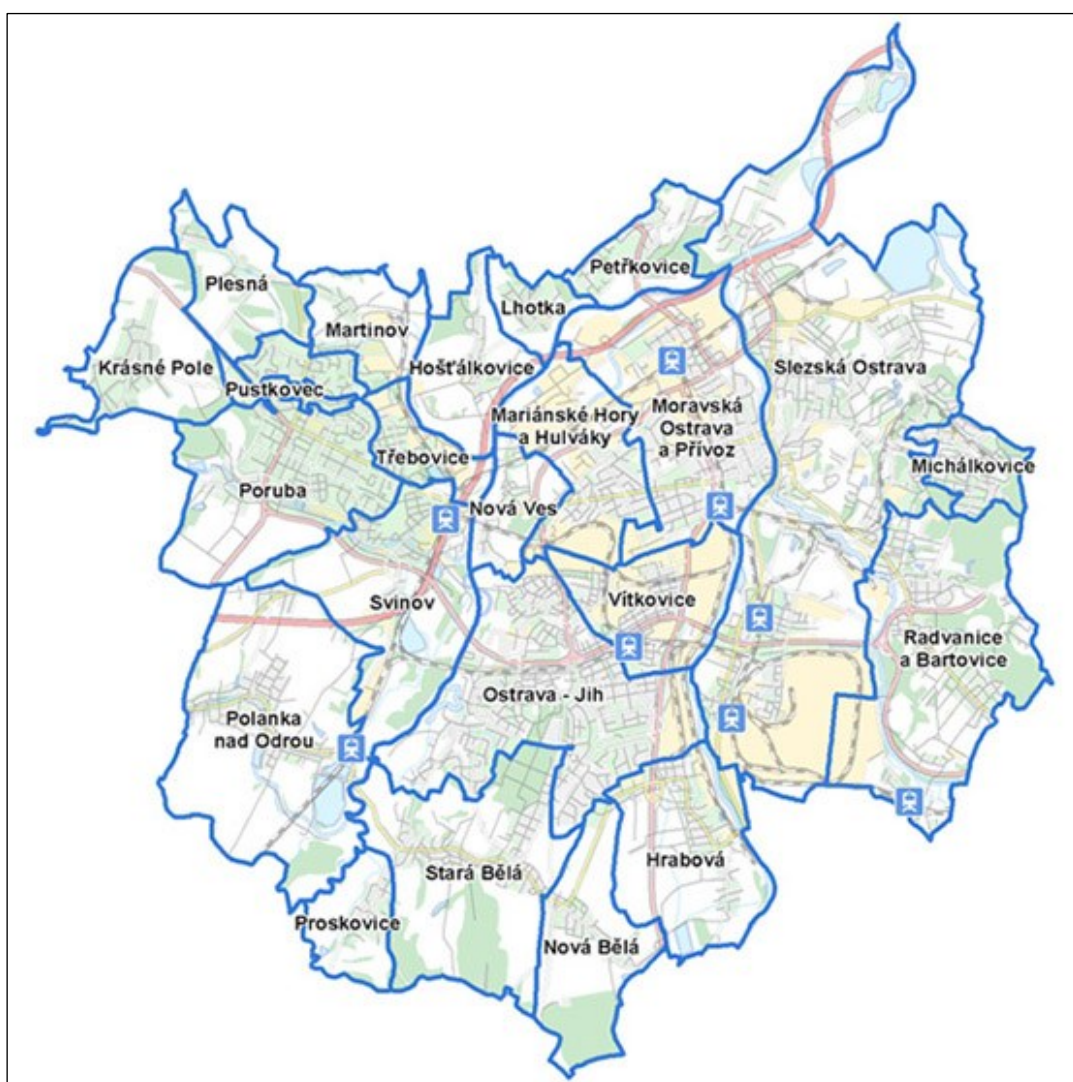 Petřkovice
Plesná
Lhotka
Martinov
Krásné Pole
Hošťálkovice
Slezská Ostrava
Pustkovec
Mariánské Hory
a Hulváky
Moravská
Ostrava
a Přívoz
Třebovice
Michálkovice
Poruba
Nová Ves
Svinov
Vítkovice
Radvanice
a Bartovice
Ostrava - Jih
Polanka
nad Odrou
Hrabová
Stará Bělá
Proskovice
Nová Bělá